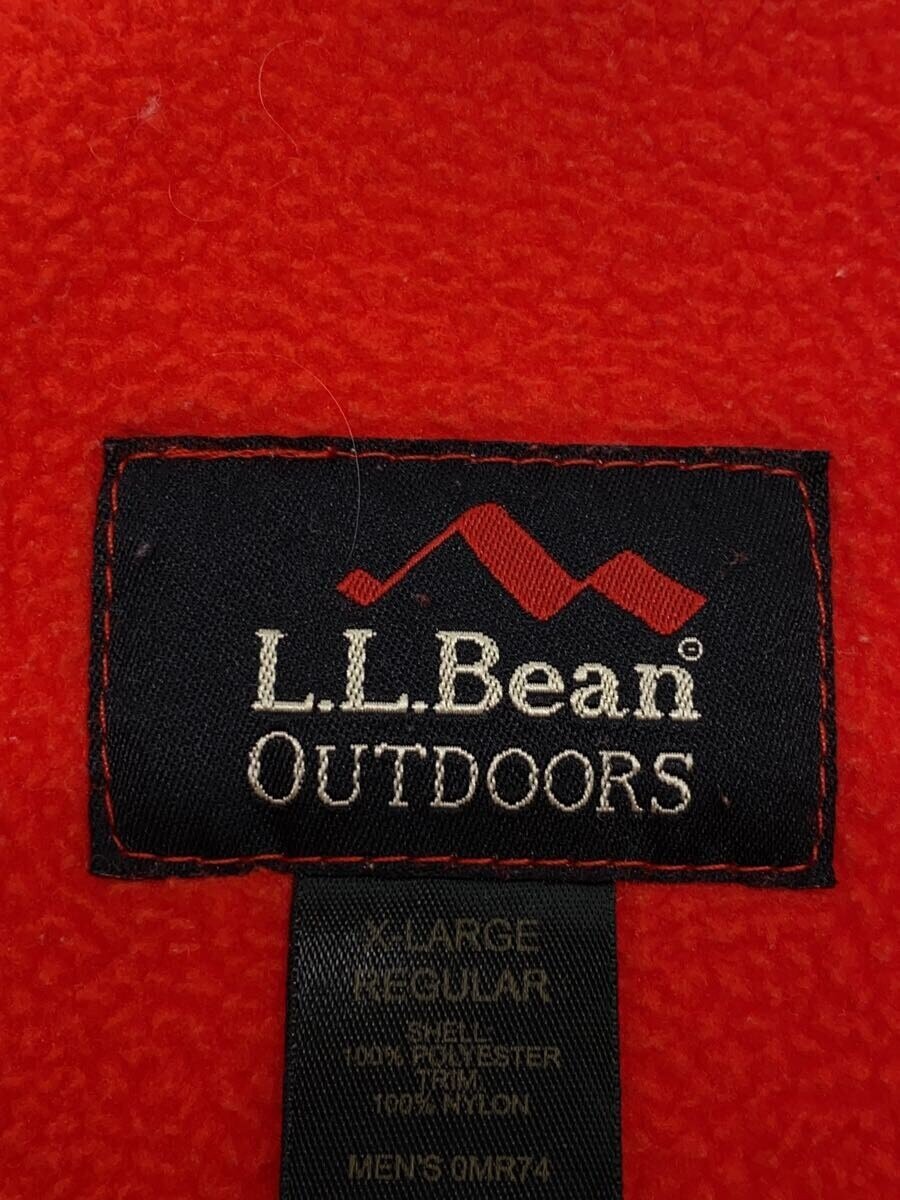 L.L.Bean®
OUTDOORS
X-LARGE
REGULAR
SHELL:
100% POLYESTER
TRIM:
100% NYLON
MEN'S 0MR74